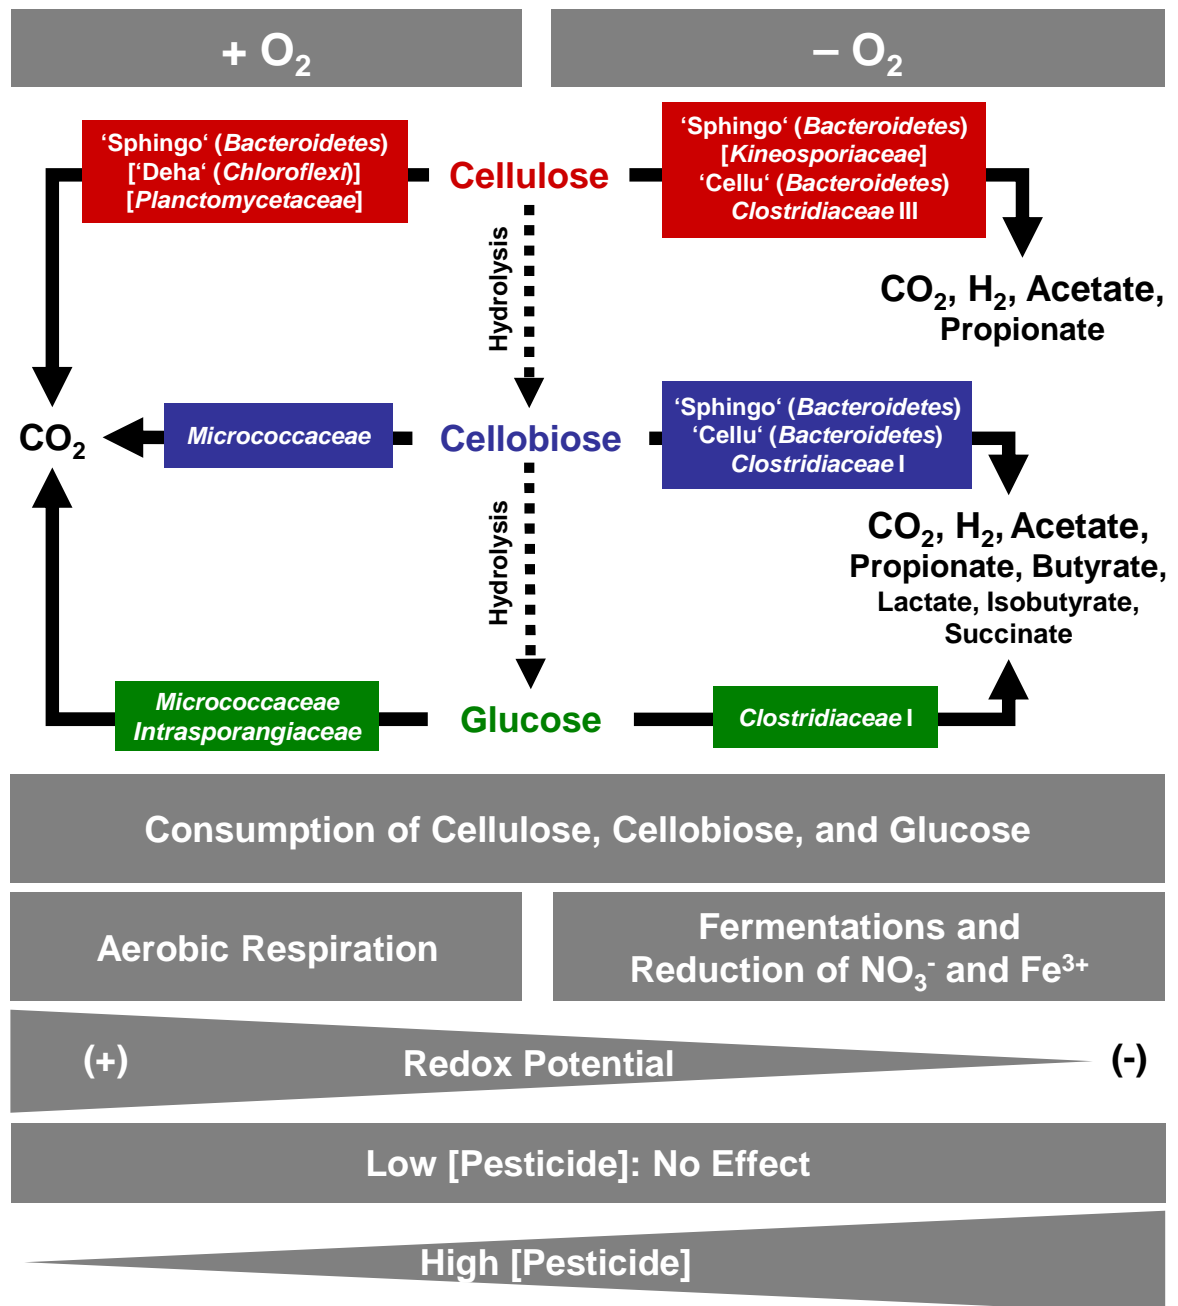 + O₂
– O₂
‘Sphingo‘ (Bacteroidetes)
[‘Deha‘ (Chloroflexi)]
[Planctomycetaceae]
Cellulose
‘Sphingo‘ (Bacteroidetes)
[Kineosporiaceae]
‘Cellu‘ (Bacteroidetes)
Clostridiaceae III
Hydrolysis
CO₂, H₂, Acetate,
Propionate
CO₂
Micrococcaceae
Cellobiose
‘Sphingo‘ (Bacteroidetes)
‘Cellu‘ (Bacteroidetes)
Clostridiaceae I
Hydrolysis
CO₂, H₂, Acetate,
Propionate, Butyrate,
Lactate, Isobutyrate,
Succinate
Micrococcaceae
Intrasporangiaceae
Glucose
Clostridiaceae I
Consumption of Cellulose, Cellobiose, and Glucose
Aerobic Respiration
Fermentations and
Reduction of NO₃⁻ and Fe³⁺
(+)
Redox Potential
(-)
Low [Pesticide]: No Effect
High [Pesticide]